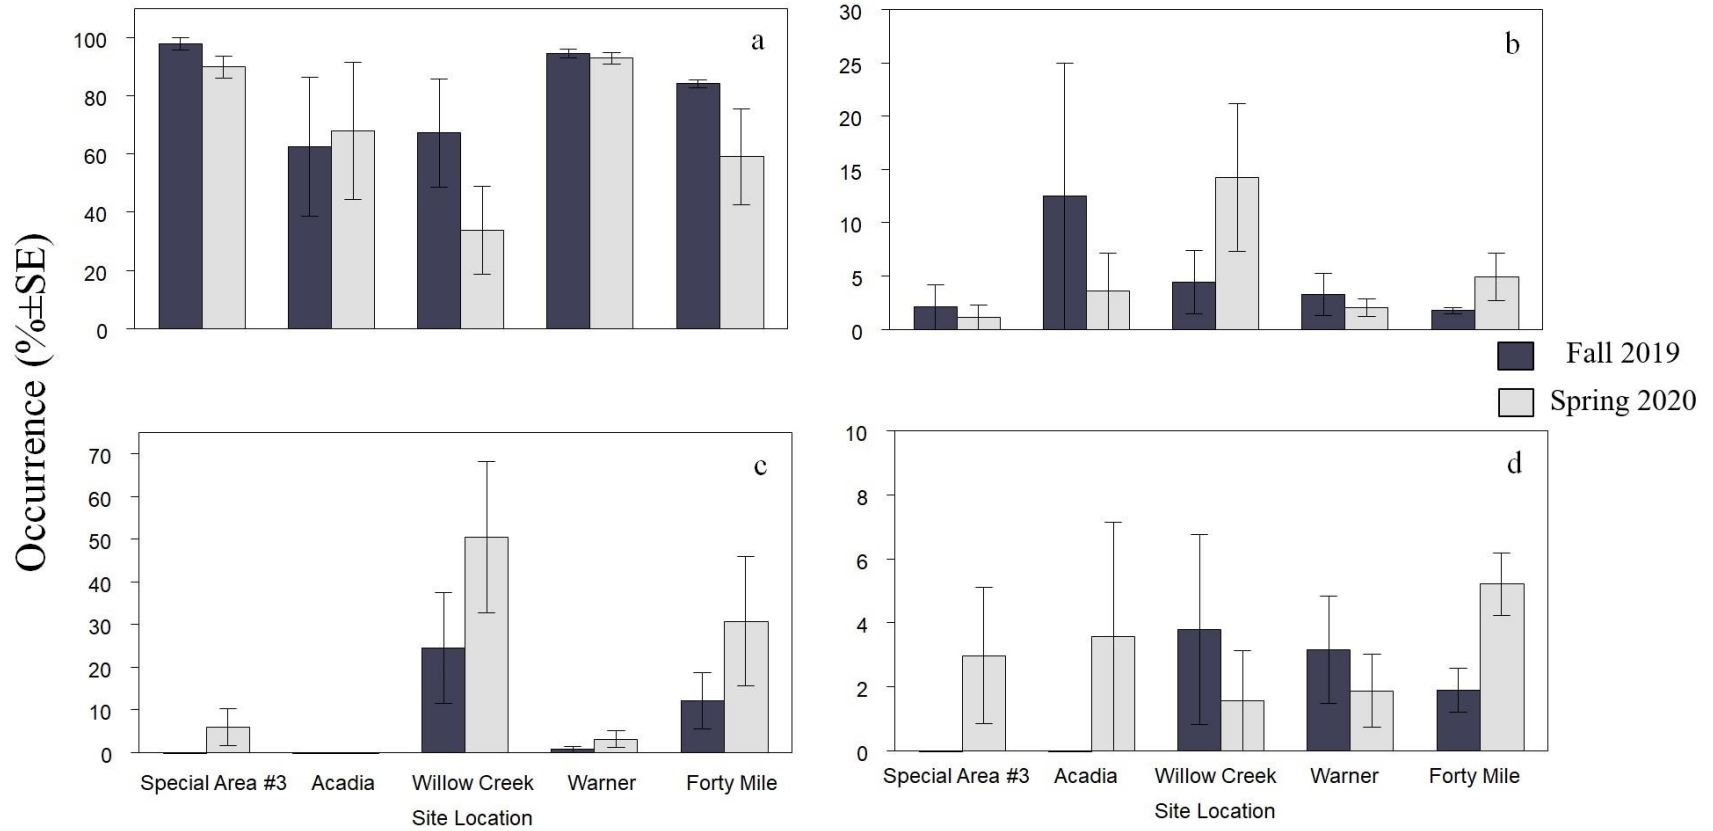 Occurrence (%±SE)
100
80
60
40
20
0
a
30
25
20
15
10
5
0
b
Fall 2019
Spring 2020
70
60
50
40
30
20
10
0
c
Special Area #3 Acadia Willow Creek Warner Forty Mile
Site Location
10
8
6
4
2
0
d
Special Area #3 Acadia Willow Creek Warner Forty Mile
Site Location